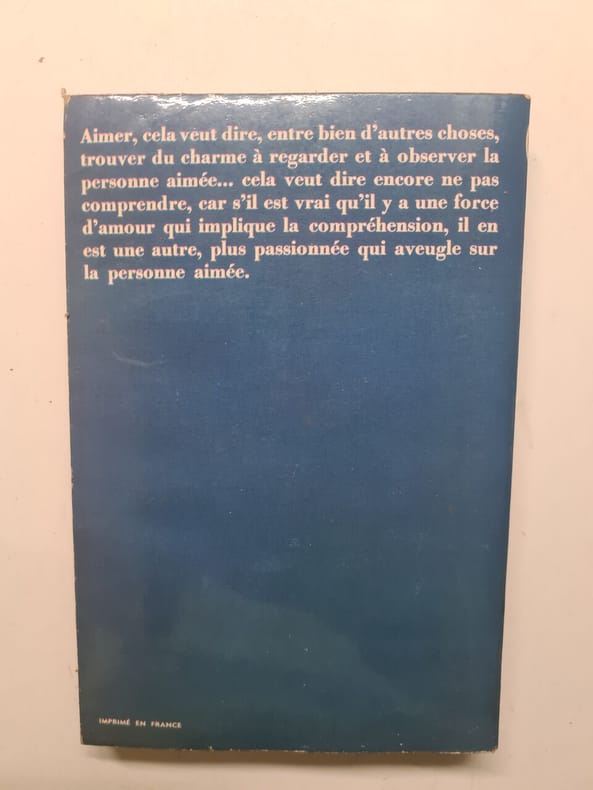 Aimer, cela veut dire, entre bien d'autres choses,
trouver du charme à regarder et à observer la
personne aimée... cela veut dire encore ne pas
comprendre, car s'il est vrai qu'il y a une force
d'amour qui implique la compréhension, il en
est une autre, plus passionnée qui aveugle sur
la personne aimée.
IMPRIMÉ EN FRANCE